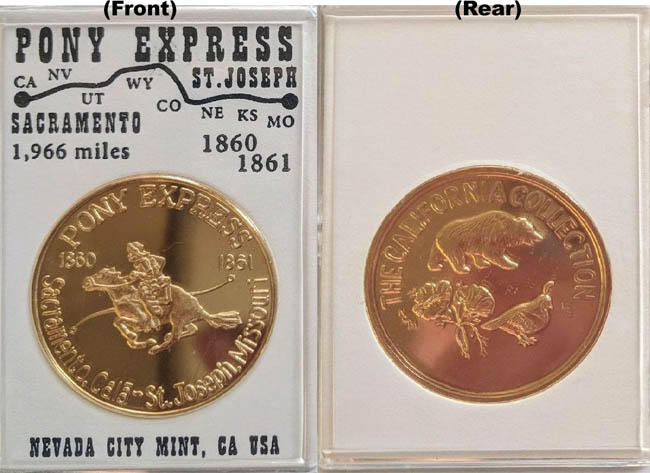 (Front)
PONY EXPRESS
CA NV UT WY CO NE KS MO
ST.JOSEPH
SACRAMENTO
1,966 miles
1860
1861
PONY EXPRESS
1860 1861
Sacramento, Cala-St. Joseph, Missouri
NEVADA CITY MINT, CA USA
(Rear)
THE CALIFORNIA COLLECTION